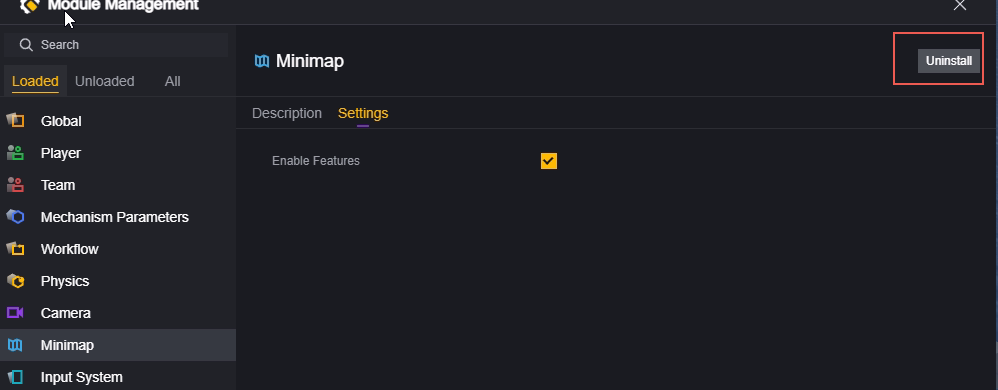 Module Management
Search
Loaded Unloaded All
Global
Player
Team
Mechanism Parameters
Workflow
Physics
Camera
Minimap
Input System
Minimap
Uninstall
Description Settings
Enable Features